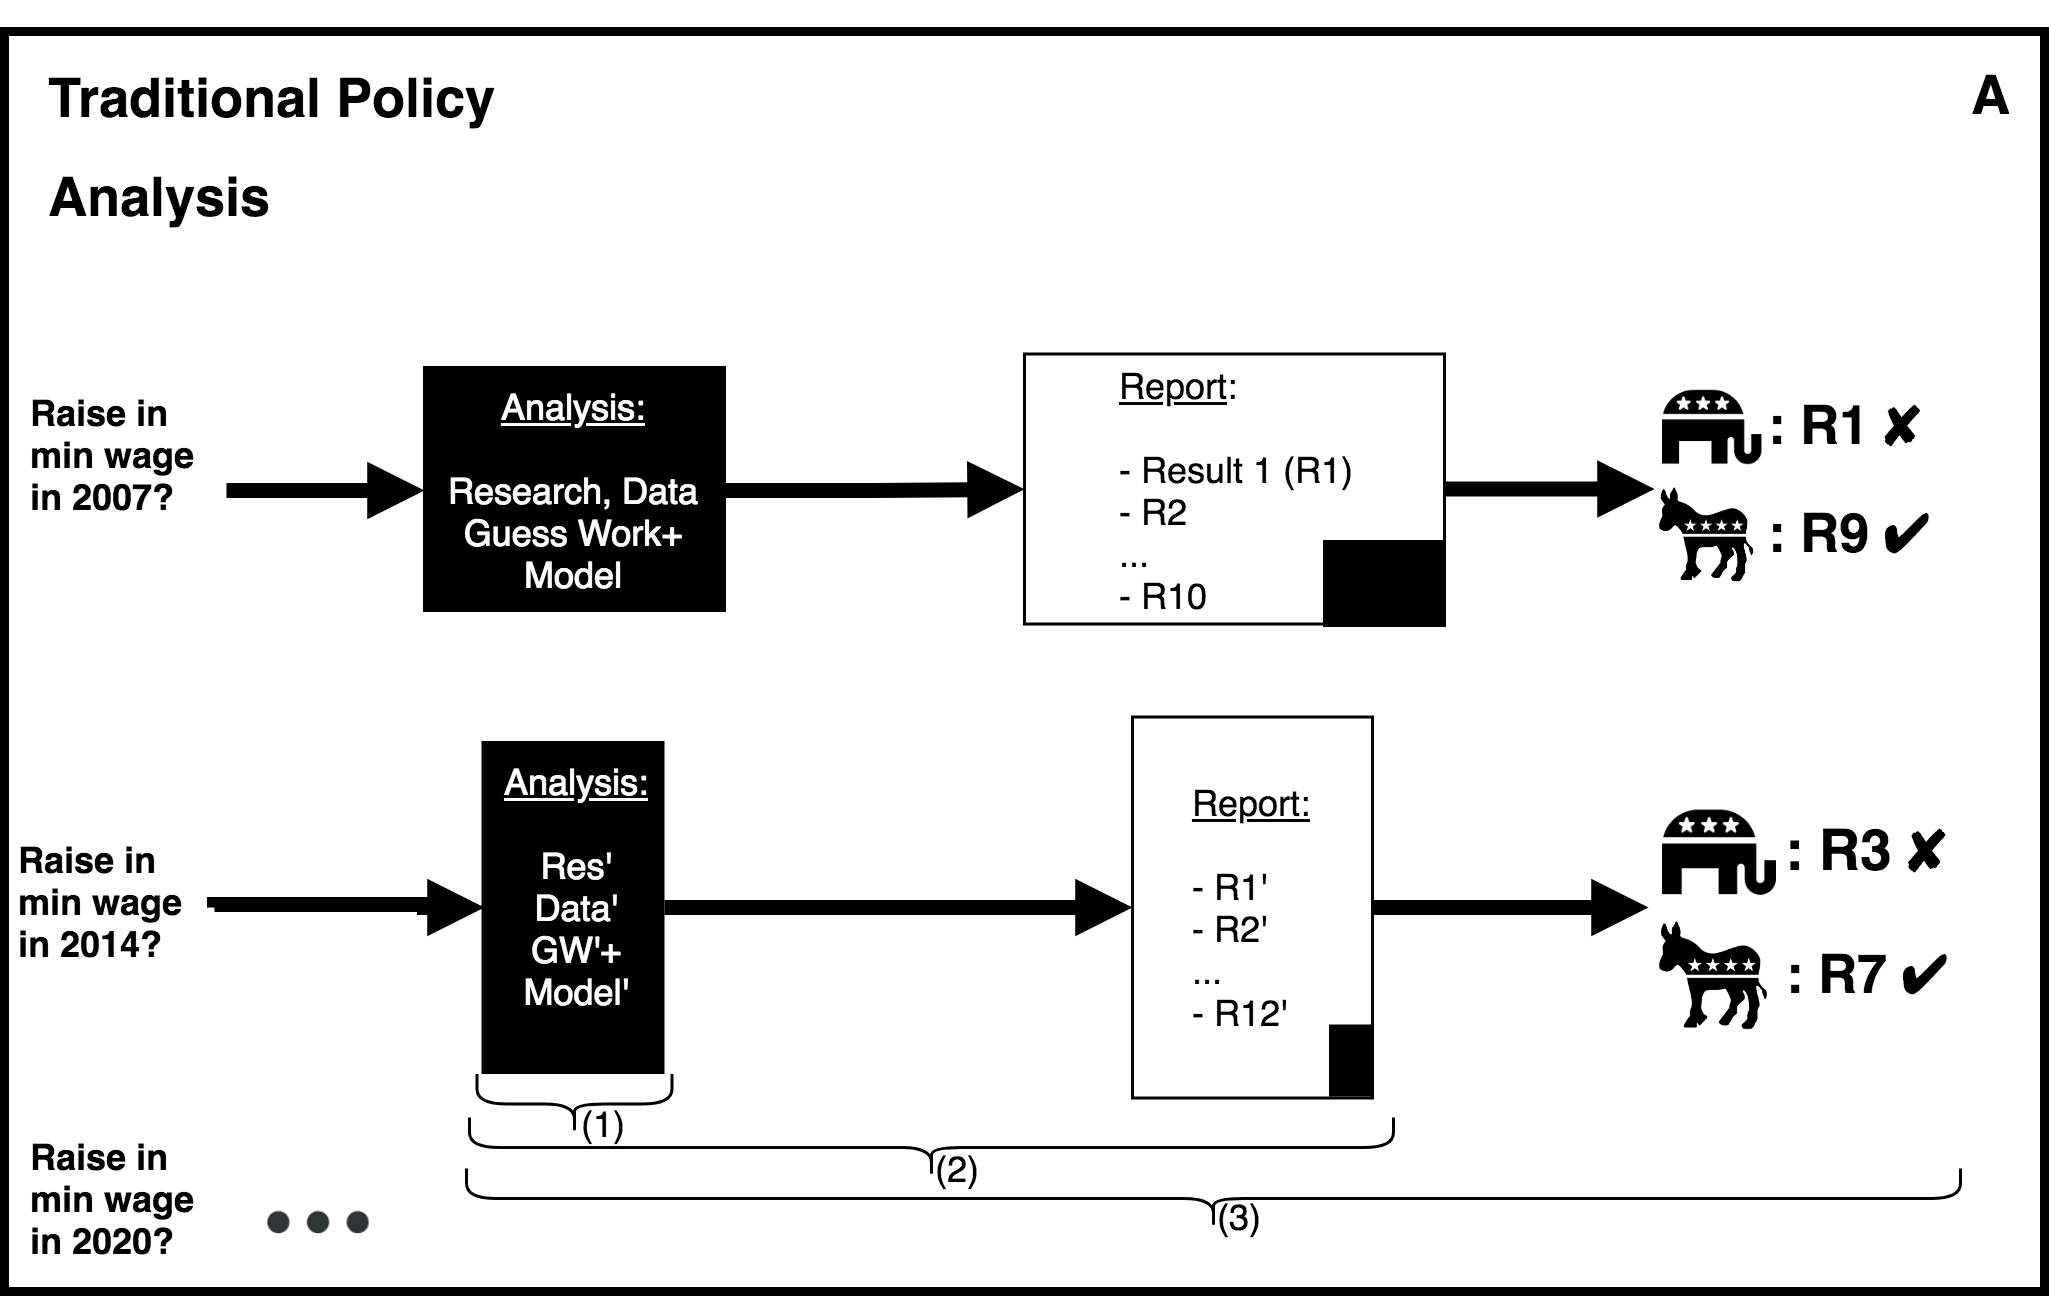 Traditional Policy
Analysis
A
Raise in
min wage
in 2007?
Analysis:
Research, Data
Guess Work+
Model
Report:
- Result 1 (R1)
- R2
...
- R10
: R1 ✘
: R9 ✔
Raise in
min wage
in 2014?
Analysis:
Res'
Data'
GW'+
Model'
Report:
- R1'
- R2'
...
- R12'
: R3 ✘
: R7 ✔
(1)
(2)
(3)
Raise in
min wage
in 2020?